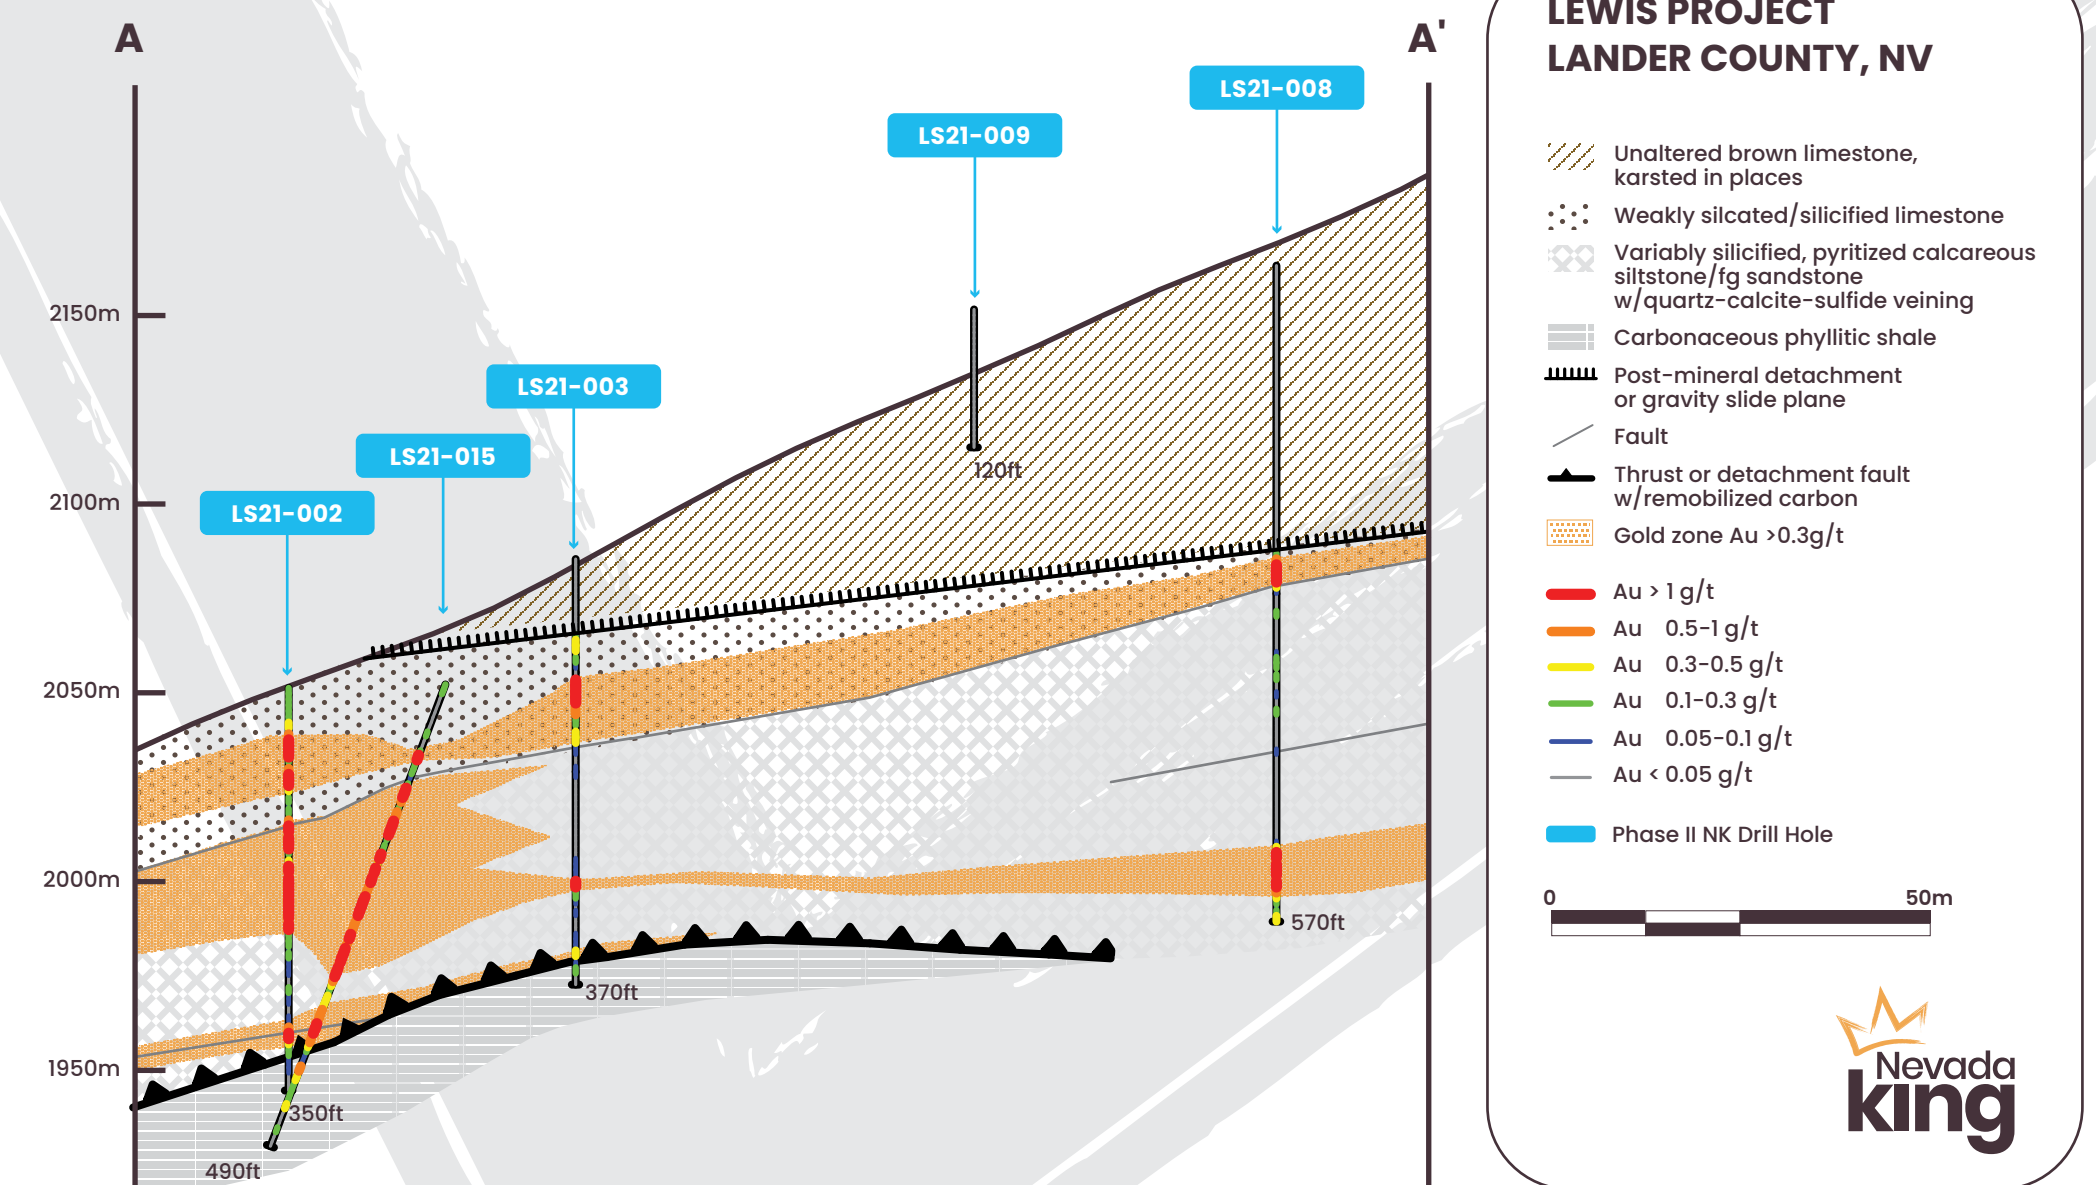 A
A'
LS21-008
LS21-009
LS21-003
LS21-015
LS21-002
2150m
2100m
2050m
2000m
1950m
120ft
570ft
370ft
350ft
490ft
LEWIS PROJECT
LANDER COUNTY, NV
Unaltered brown limestone,
karsted in places
Weakly silcated/silicified limestone
Variably silicified, pyritized calcareous
siltstone/fg sandstone
w/quartz-calcite-sulfide veining
Carbonaceous phyllitic shale
Post-mineral detachment
or gravity slide plane
Fault
Thrust or detachment fault
w/remobilized carbon
Gold zone Au >0.3g/t
Au > 1 g/t
Au 0.5-1 g/t
Au 0.3-0.5 g/t
Au 0.1-0.3 g/t
Au 0.05-0.1 g/t
Au < 0.05 g/t
Phase II NK Drill Hole
0 50m
Nevada
king